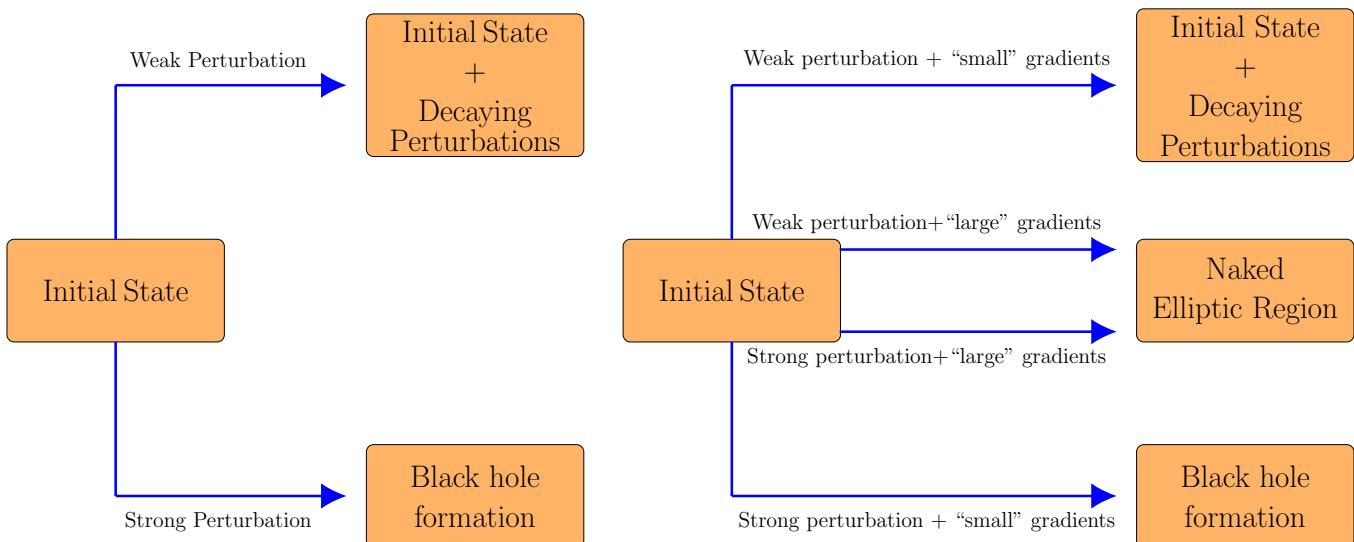 Weak Perturbation
Initial State
+
Decaying
Perturbations
Initial State
Strong Perturbation
Black hole
formation
Weak perturbation + “small” gradients
Initial State
+
Decaying
Perturbations
Weak perturbation+“large” gradients
Initial State
Naked
Elliptic Region
Strong perturbation+“large” gradients
Strong perturbation + “small” gradients
Black hole
formation